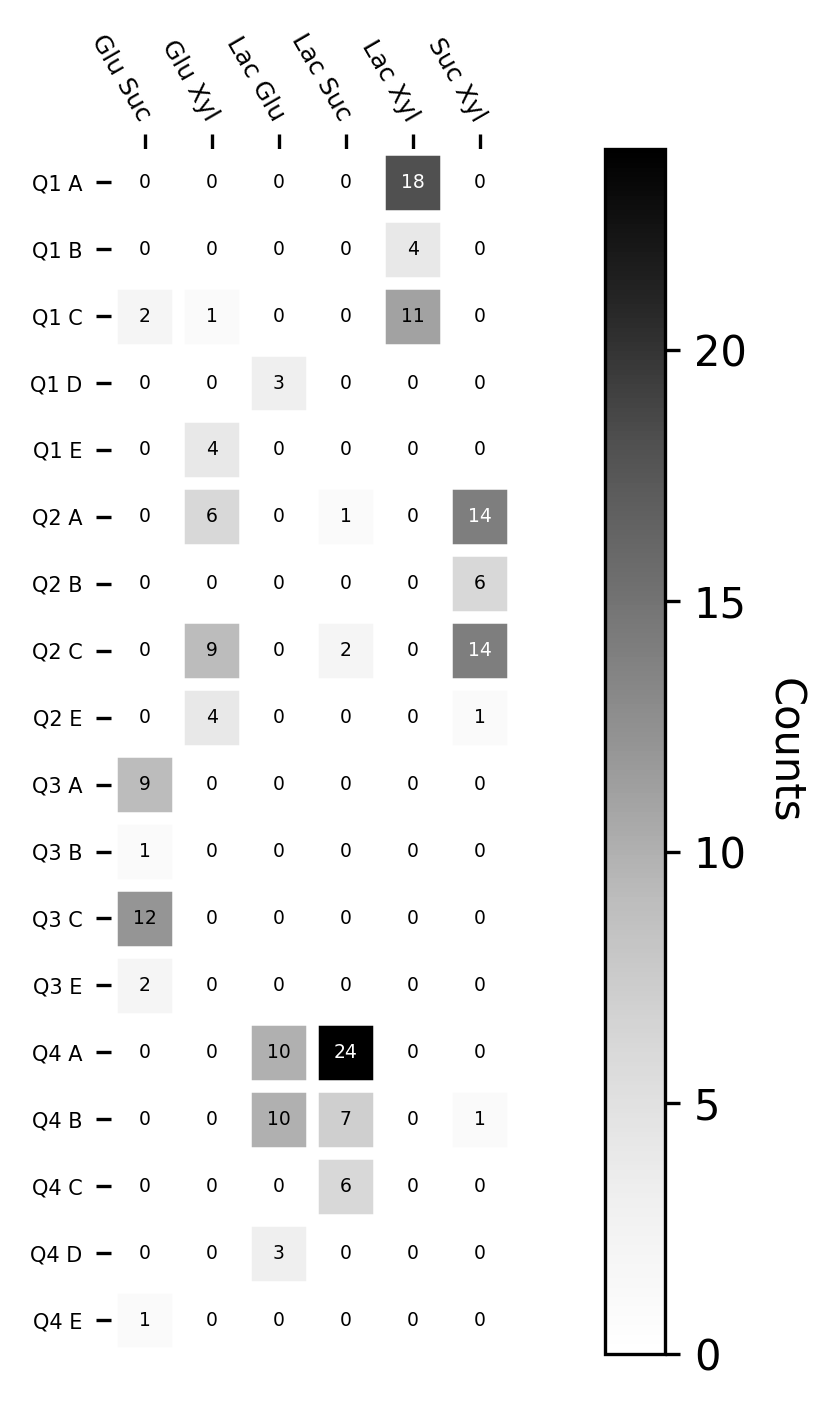 Glu Suc Glu Xyl Lac Glu Lac Suc Lac Xyl Suc Xyl
Q1 A 0 0 0 0 18 0
Q1 B 0 0 0 0 4 0
Q1 C 2 1 0 0 11 0
Q1 D 0 0 3 0 0 0
Q1 E 0 4 0 0 0 0
Q2 A 0 6 0 1 0 14
Q2 B 0 0 0 0 0 6
Q2 C 0 9 0 2 0 14
Q2 E 0 4 0 0 0 1
Q3 A 9 0 0 0 0 0
Q3 B 1 0 0 0 0 0
Q3 C 12 0 0 0 0 0
Q3 E 2 0 0 0 0 0
Q4 A 0 0 10 24 0 0
Q4 B 0 0 10 7 0 1
Q4 C 0 0 0 6 0 0
Q4 D 0 0 3 0 0 0
Q4 E 1 0 0 0 0 0
20
15
10
5
0
Counts